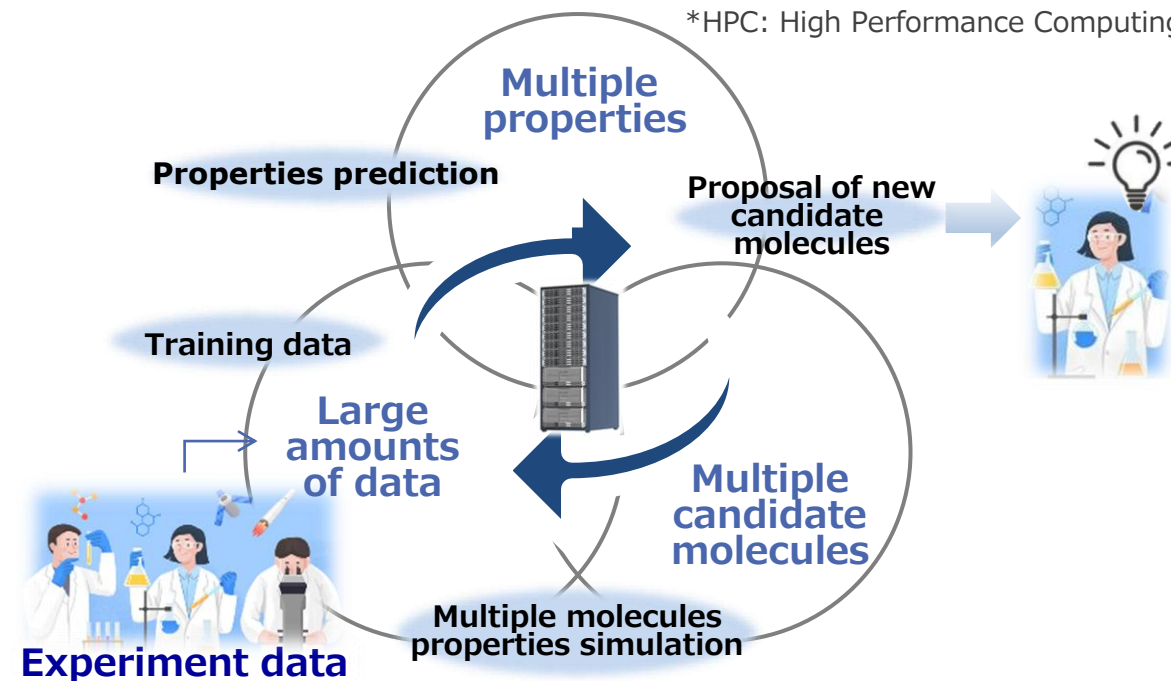 *HPC: High Performance Computing
Multiple
properties
Properties prediction
Proposal of new
candidate
molecules
Training data
Large
amounts
of data
Multiple
candidate
molecules
Multiple molecules
properties simulation
Experiment data